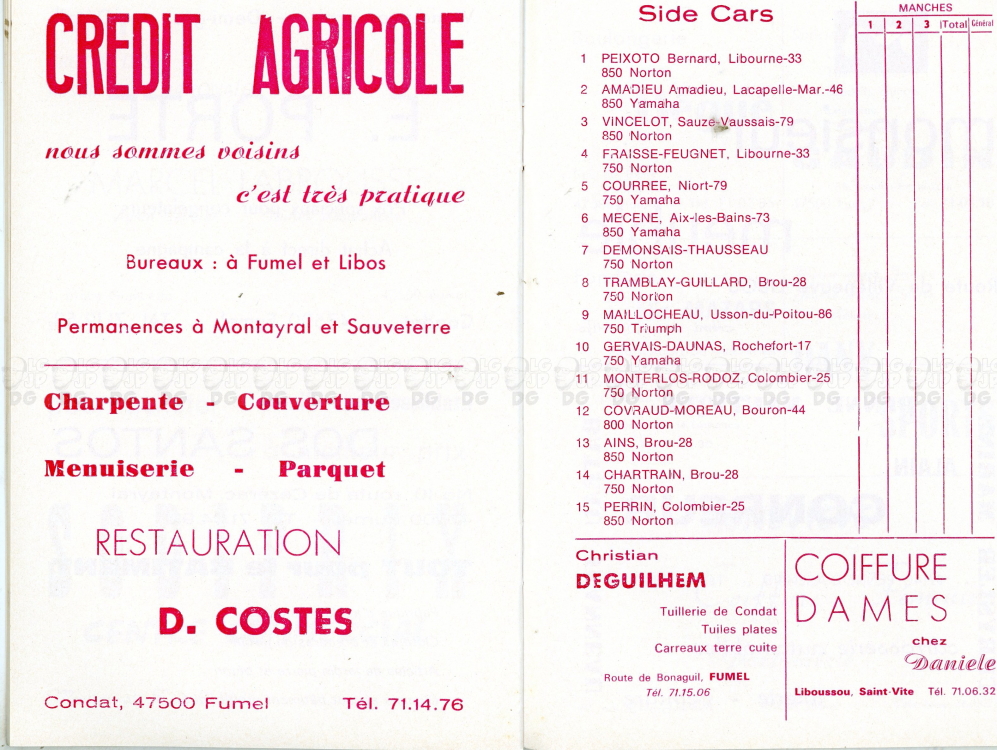 CREDIT AGRICOLE
nous sommes voisins
c'est très pratique
Bureaux : à Fumel et Libos
Permanences à Montayral et Sauveterre
Charpente - Couverture
Menuiserie - Parquet
RESTAURATION
D. COSTES
Condat, 47500 Fumel Tél. 71.14.76
Side Cars
MANCHES
1 2 3 Total Général
1 PEIXOTO Bernard, Libourne-33
850 Norton
2 AMADIEU Amadieu, Lacapelle-Mar.-46
850 Yamaha
3 VINCELOT, Sauze-Vaussais-79
850 Norton
4 FRAISSE-FEUGNET, Libourne-33
750 Norton
5 COURREE, Niort-79
750 Yamaha
6 MECENE, Aix-les-Bains-73
850 Yamaha
7 DEMONSAIS-THAUSSEAU
750 Norton
8 TRAMBLAY-GUILLARD, Brou-28
750 Norton
9 MAILLOCHEAU, Usson-du-Poitou-86
750 Triumph
10 GERVAIS-DAUNAS, Rochefort-17
750 Yamaha
11 MONTERLOS-RODOZ, Colombier-25
750 Norton
12 COVRAUD-MOREAU, Bouron-44
800 Norton
13 AINS, Brou-28
850 Norton
14 CHARTRAIN, Brou-28
750 Norton
15 PERRIN, Colombier-25
850 Norton
Christian
DEGUILHEM
Tuillerie de Condat
Tuiles plates
Carreaux terre cuite
Route de Bonaguil, FUMEL
Tél. 71.15.06
COIFFURE
DAMES
chez
Daniele
Liboussou, Saint-Vite Tél. 71.06.32